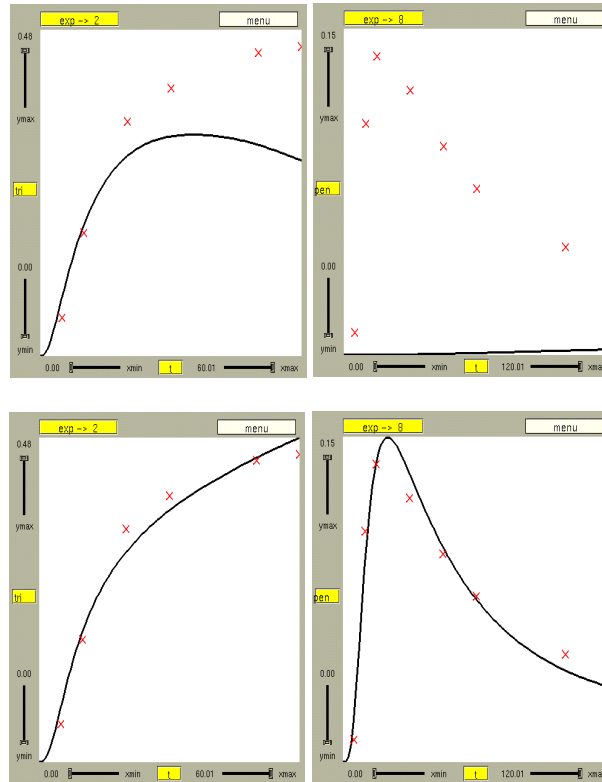 exp -> 2 menu
0.48
ymax
tri
0.00
ymin
0.00 xmin t 60.01 xmax
exp -> 8 menu
0.15
ymax
pen
0.00
ymin
0.00 xmin t 120.01 xma
exp -> 2 menu
0.48
ymax
tri
0.00
ymin
0.00 xmin t 60.01 xmax
exp -> 8 menu
0.15
ymax
pen
0.00
ymin
0.00 xmin t 120.01 xma